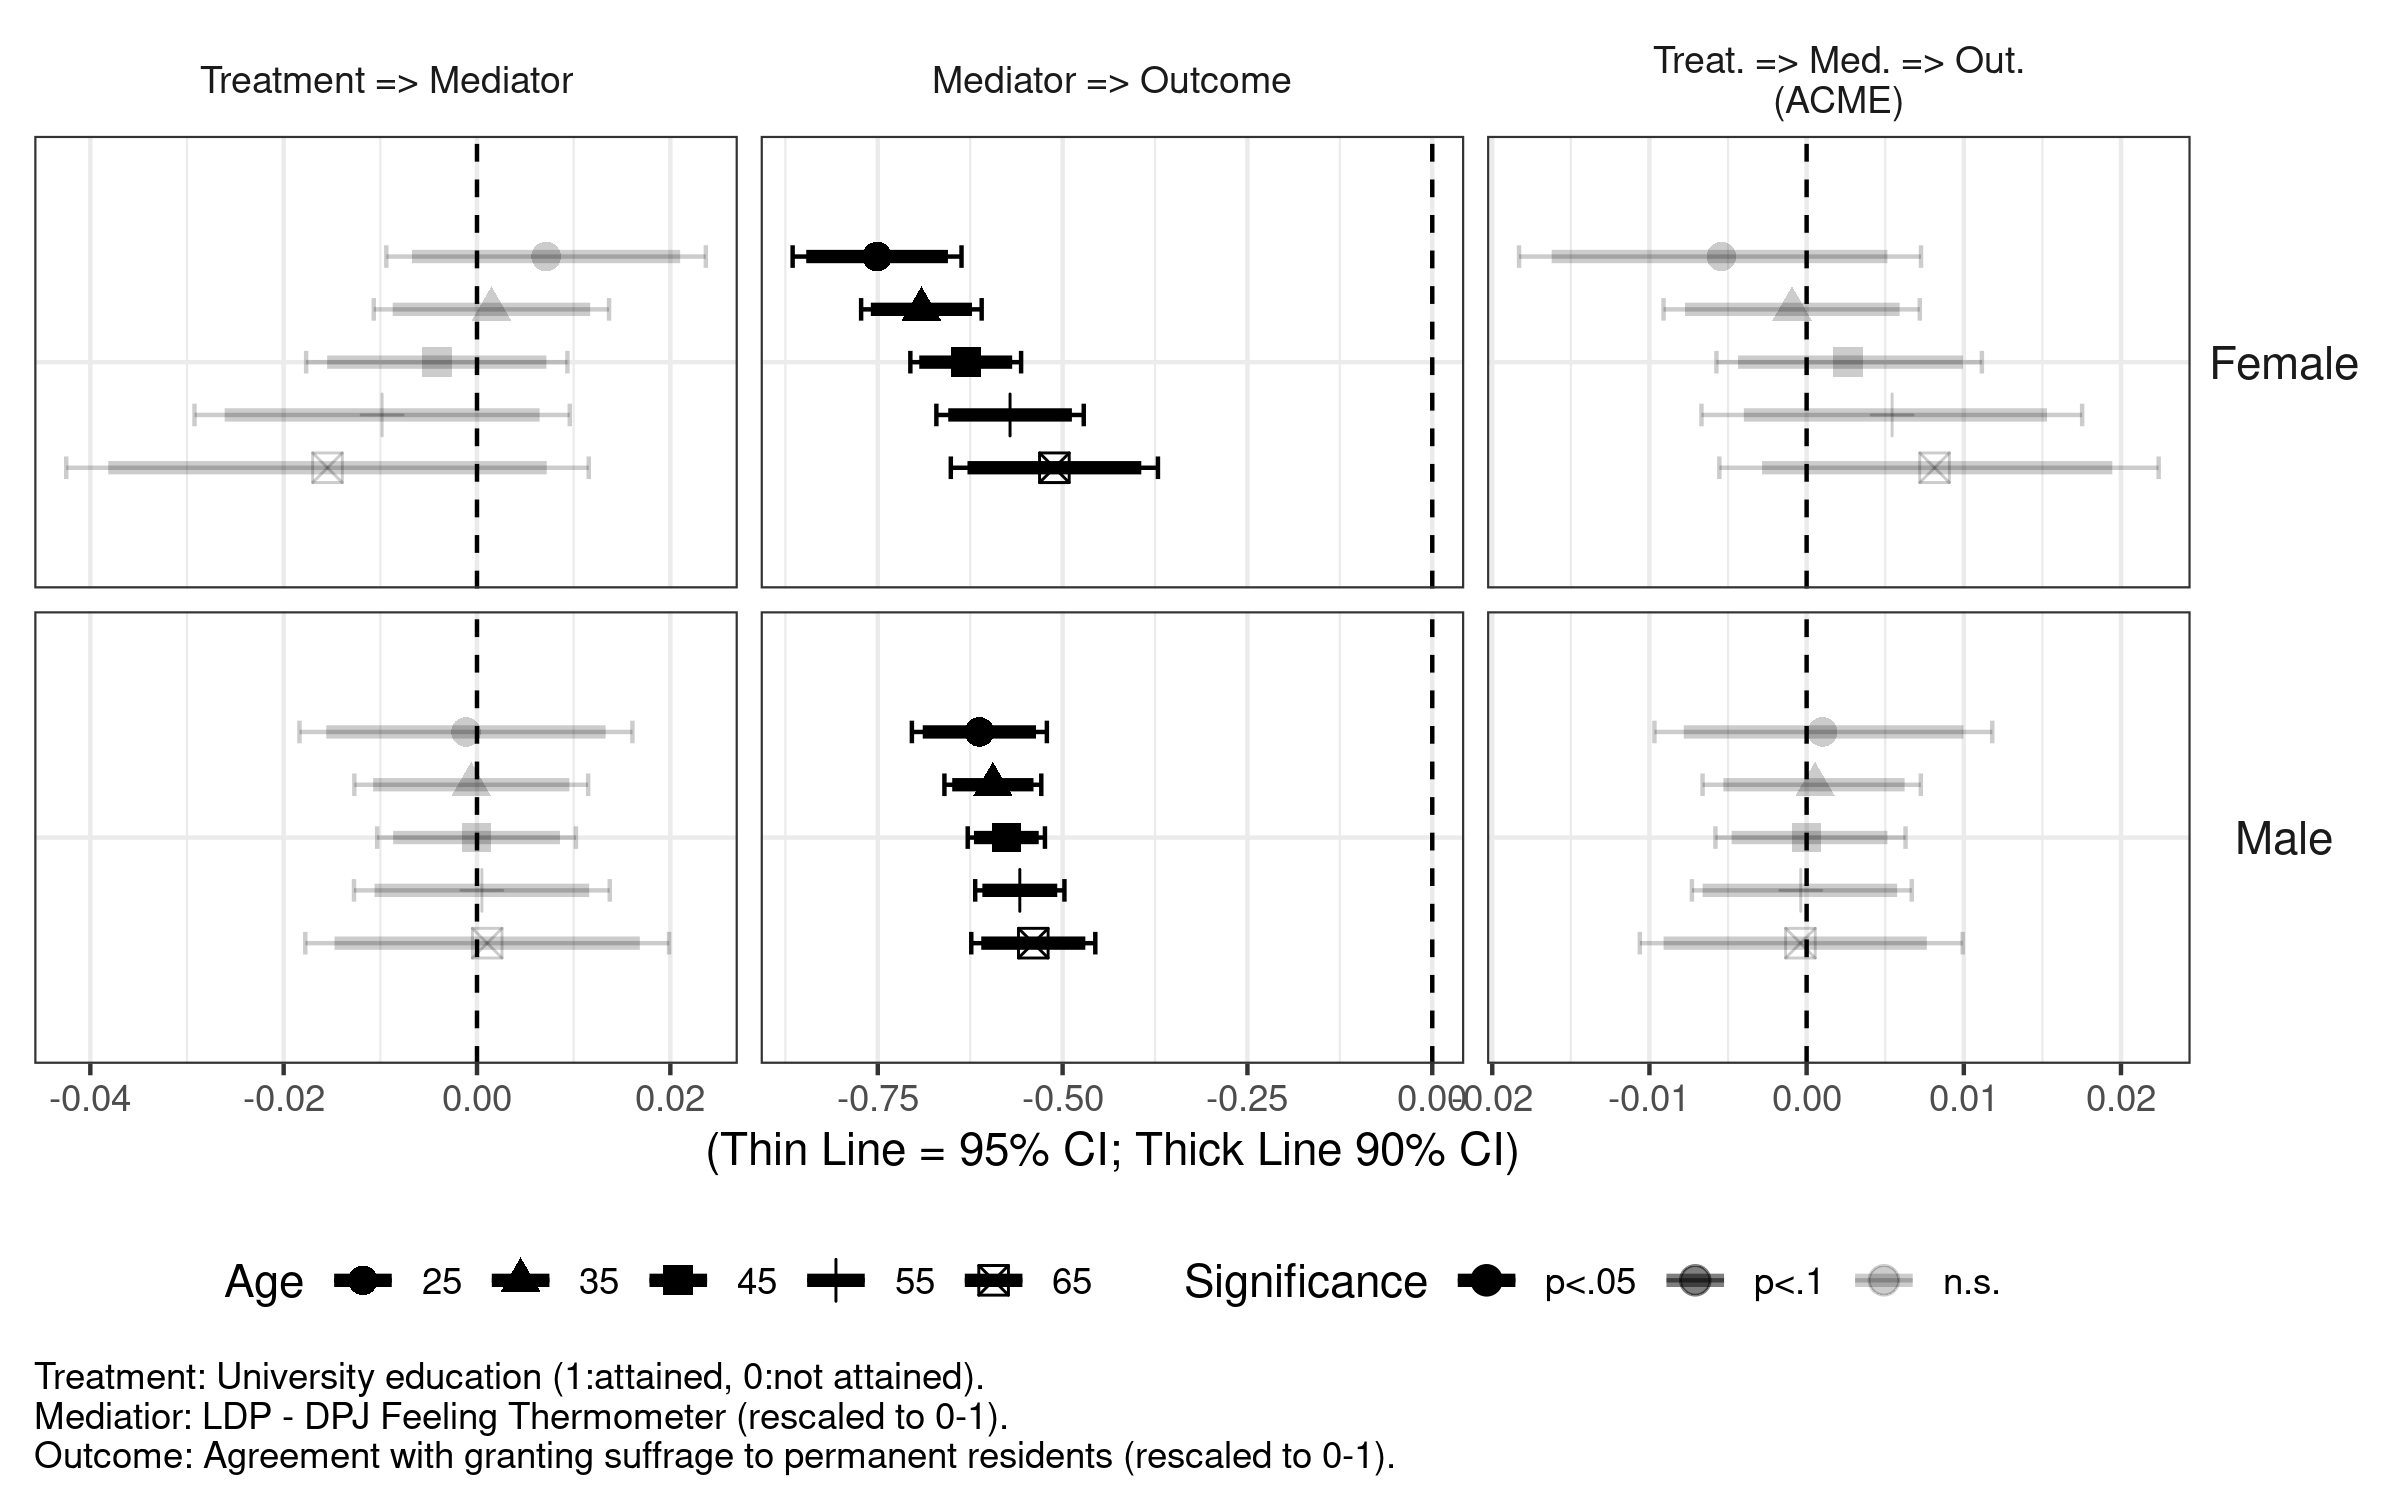 Treatment => Mediator
Mediator => Outcome
Treat. => Med. => Out.
(ACME)
Female
Male
-0.04 -0.02 0.00 0.02
-0.75 -0.50 -0.25 0.00
-0.02 -0.01 0.00 0.01 0.02
(Thin Line = 95% CI; Thick Line 90% CI)
Age 25 35 45 55 65 Significance p<.05 p<.1 n.s.
Treatment: University education (1:attained, 0:not attained).
Mediatior: LDP - DPJ Feeling Thermometer (rescaled to 0-1).
Outcome: Agreement with granting suffrage to permanent residents (rescaled to 0-1).